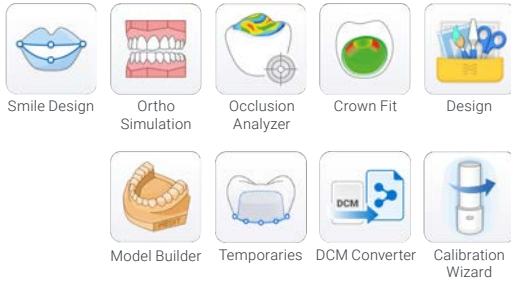 Smile Design
Ortho
Simulation
Occlusion
Analyzer
Crown Fit
Design
DCM
Model Builder
Temporaries
DCM Converter
Calibration
Wizard